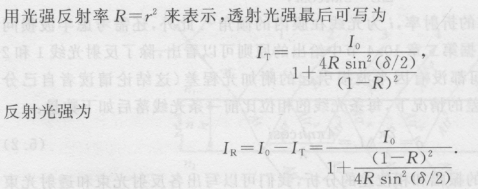 用光强反射率 R=r² 来表示,透射光强最后可写为
I_T = I_0 / (1 + 4R sin²(δ/2) / (1−R)²),
反射光强为
I_R = I_0 − I_T = I_0 / (1 + (1−R)² / (4R sin²(δ/2))).